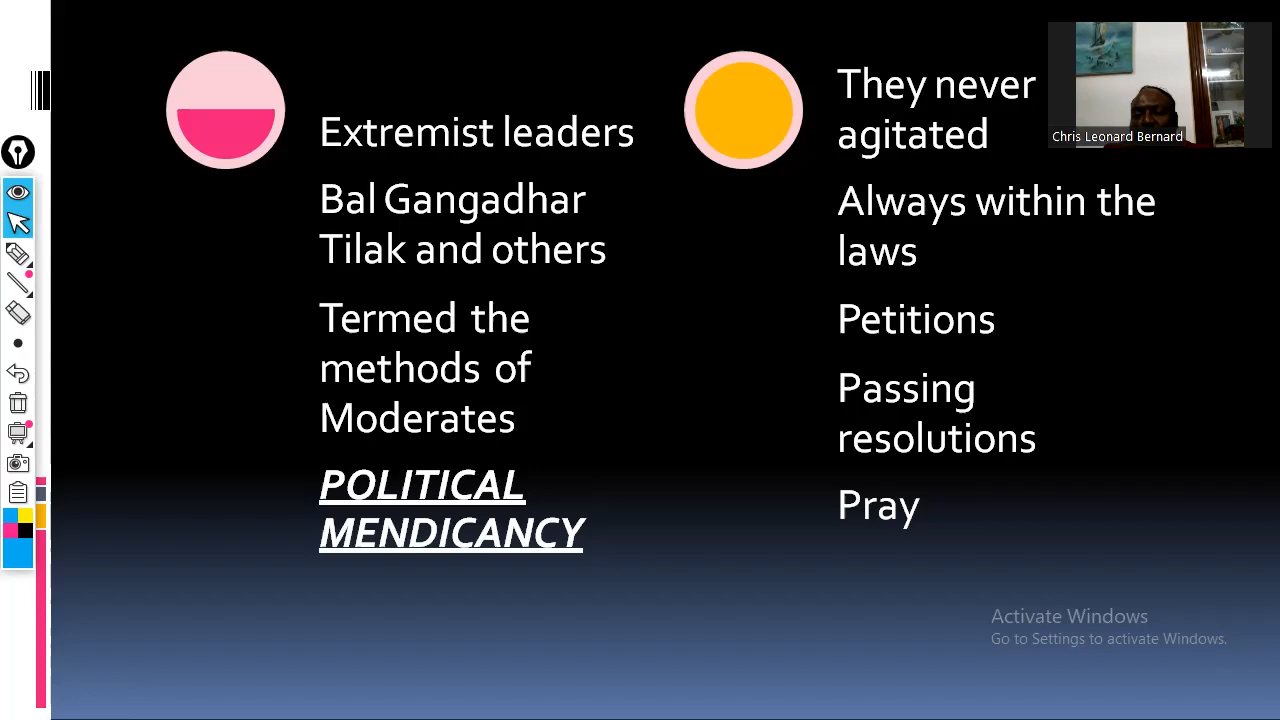 Extremist leaders
Bal Gangadhar
Tilak and others
Termed the
methods of
Moderates
POLITICAL
MENDICANCY
They never
agitated
Always within the
laws
Petitions
Passing
resolutions
Pray
Chris Leonard Bernard
Activate Windows
Go to Settings to activate Windows.